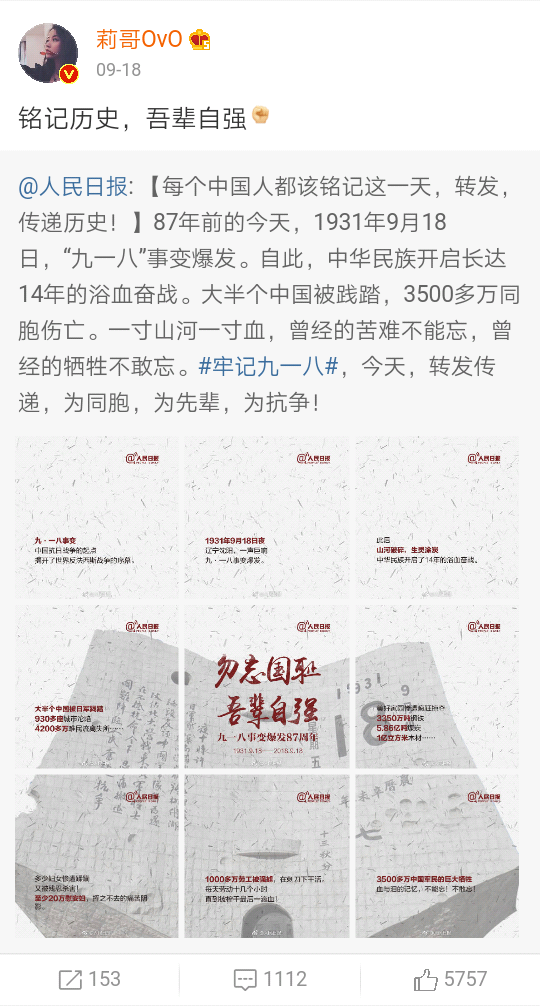 莉哥OvO
09-18
铭记历史，吾辈自强
@人民日报:【每个中国人都该铭记这一天，转发，
传递历史！】87年前的今天，1931年9月18
日，“九一八”事变爆发。自此，中华民族开启长达
14年的浴血奋战。大半个中国被践踏，3500多万同
胞伤亡。一寸山河一寸血，曾经的苦难不能忘，曾
经的牺牲不敢忘。#牢记九一八#，今天，转发传
递，为同胞，为先辈，为抗争！
@人民日报
九·一八事变
中国抗日战争的起点
揭开了世界反法西斯战争的序幕。
@人民日报
1931年9月18日夜
辽宁沈阳，一声巨响
九·一八事变爆发。
@人民日报
此后
山河破碎，生灵涂炭
中华民族开启了14年的浴血奋战。
@人民日报
大半个中国被日军践踏
930多座城市沦陷
4200多万难民流离失所……
@人民日报
勿忘国耻
吾辈自强
九一八事变爆发87周年
1931.9.18——2018.9.18
@人民日报
1931 9
18
3350万吨钢铁
5.86亿吨煤炭
1亿立方米木材……
@人民日报
多少妇女惨遭蹂躏
又被残忍杀害！
至少20万慰安妇，挥之不去的痛苦阴
影。
@人民日报
十三秋分
1000多万劳工被强掳，在刺刀下干活，
每天劳动十几个小时
直到被榨干最后一滴血！
@人民日报
3500多万中国军民的巨大牺牲
血与泪的记忆，不能忘！不敢忘！
153
1112
5757